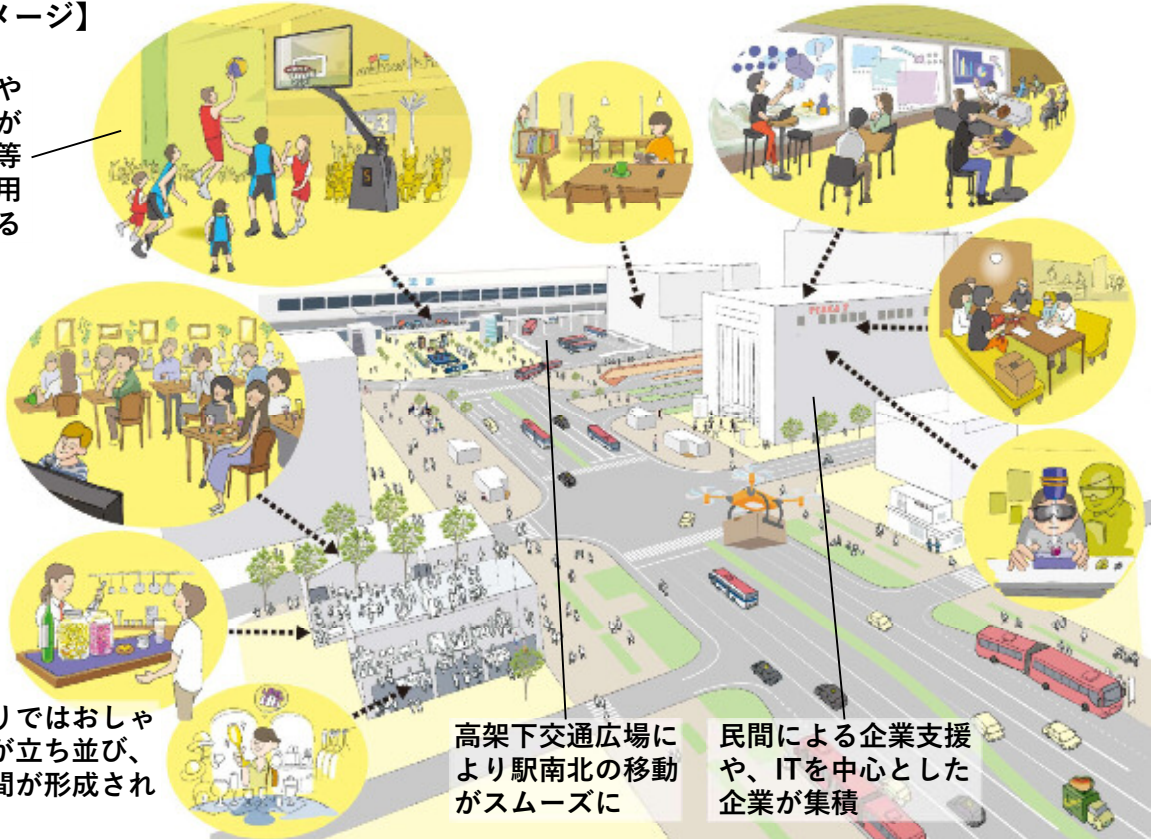 メージ】
や
が
等
用
る
3
5
リではおしゃ
が立ち並び、
間が形成され
高架下交通広場に
より駅南北の移動
がスムーズに
民間による企業支援
や、ITを中心とした
企業が集積